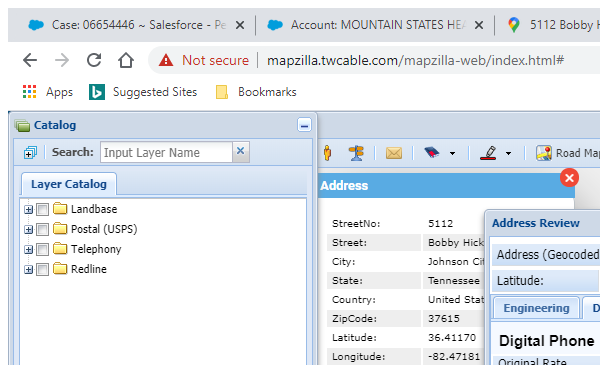 Case: 06654446 ~ Salesforce - Pe
Account: MOUNTAIN STATES HEA
5112 Bobby H
Not secure mapzilla.twcable.com/mapzilla-web/index.html#
Apps Suggested Sites Bookmarks
Catalog
Search: Input Layer Name
Road Ma
Layer Catalog
Landbase
Postal (USPS)
Telephony
Redline
Address
StreetNo: 5112
Street: Bobby Hick
City: Johnson Cit
State: Tennessee
Country: United Stat
ZipCode: 37615
Latitude: 36.41170
Longitude: -82.47181
Address Review
Address (Geocoded
Latitude:
Engineering D
Digital Phone
Original Rate